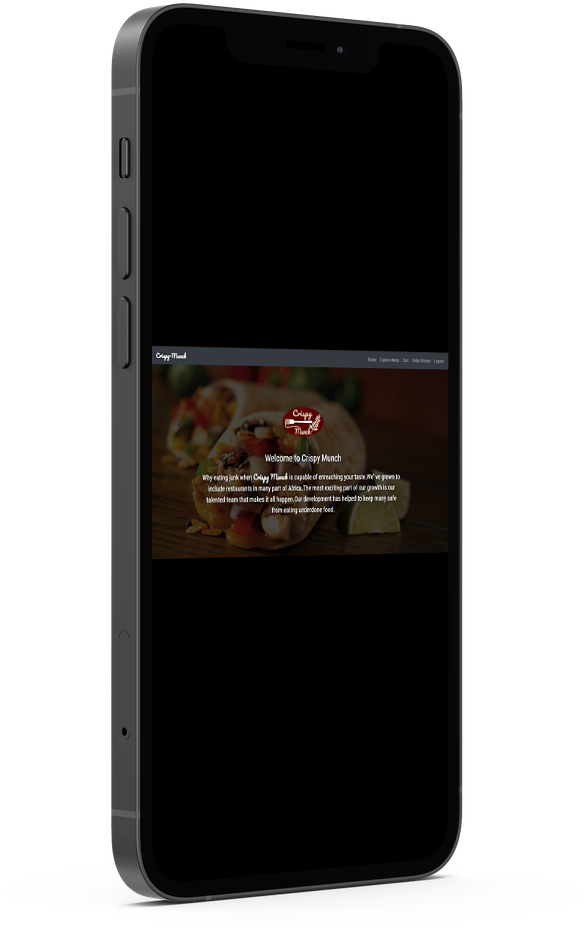 Crispy-Munch
Home Explore Menu Cart Order History Logout
Crispy
Munch
Welcome to Crispy Munch
Why eating junk when Crispy Munch is capable of enreaching your taste.We've grown to
include restaurants in many part of Africa.The most exciting part of our growth is our
talented team that makes it all happen.Our development has helped to keep many safe
from eating underdone food.